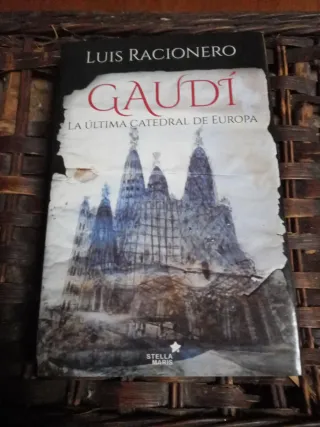 LUIS RACIONERO
GAUDÍ
LA ÚLTIMA CATEDRAL DE EUROPA
STELLA
MARIS